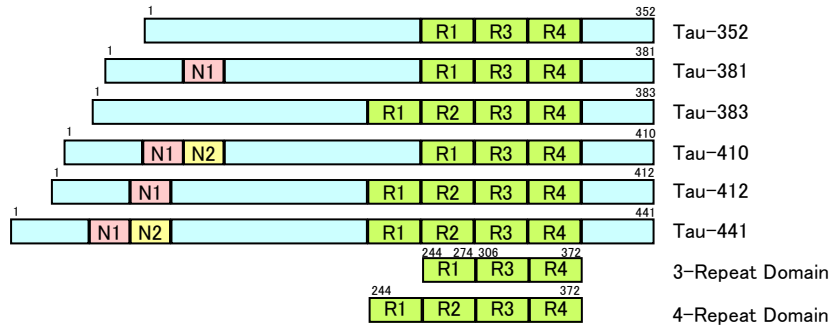 1 352
R1 R3 R4 Tau-352
1 381
N1 R1 R3 R4 Tau-381
1 383
R1 R2 R3 R4 Tau-383
1 410
N1 N2 R1 R3 R4 Tau-410
1 412
N1 R1 R2 R3 R4 Tau-412
1 441
N1 N2 R1 R2 R3 R4 Tau-441
244 274 306 372
R1 R3 R4 3-Repeat Domain
244 372
R1 R2 R3 R4 4-Repeat Domain